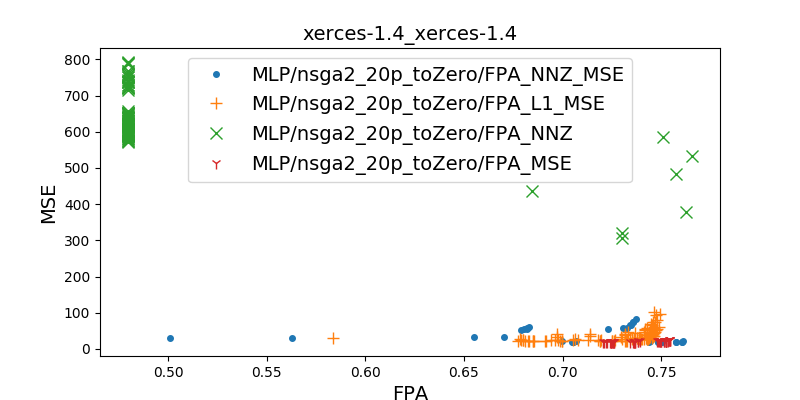 xerces-1.4_xerces-1.4
MLP/nsga2_20p_toZero/FPA_NNZ_MSE
MLP/nsga2_20p_toZero/FPA_L1_MSE
MLP/nsga2_20p_toZero/FPA_NNZ
MLP/nsga2_20p_toZero/FPA_MSE
MSE
800
700
600
500
400
300
200
100
0
0.50 0.55 0.60 0.65 0.70 0.75
FPA